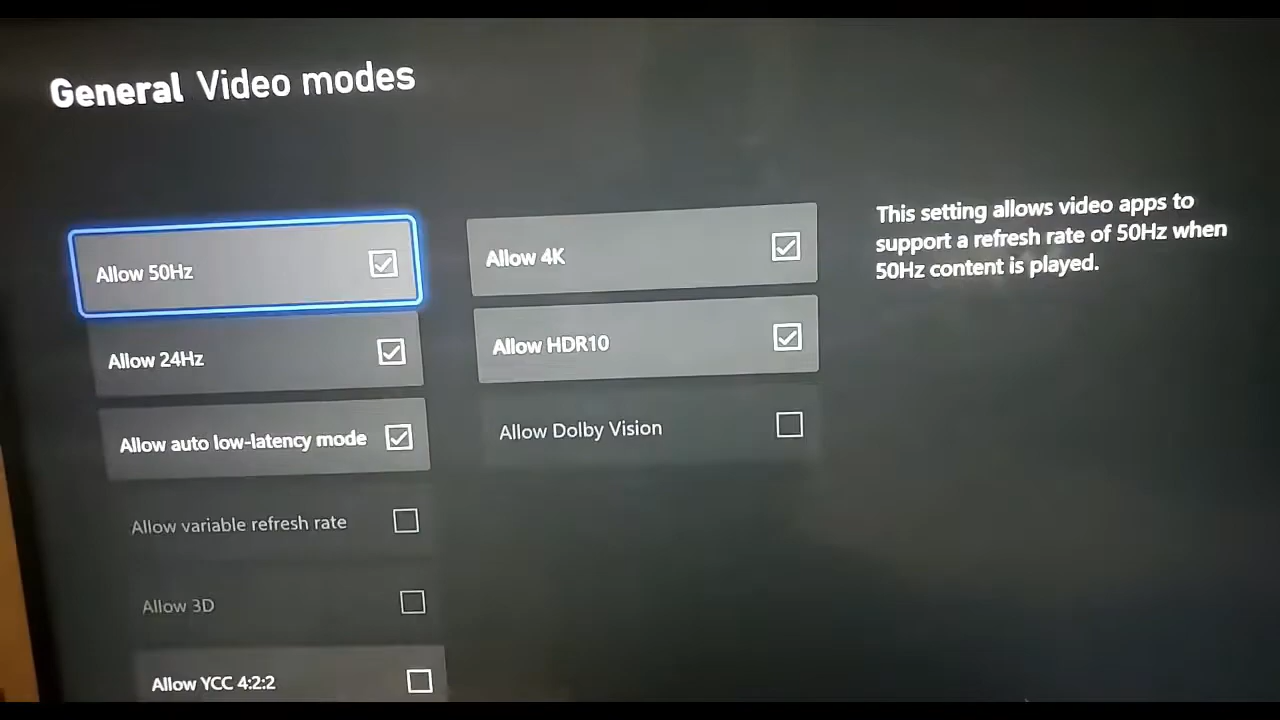 General Video modes
Allow 50Hz
Allow 24Hz
Allow auto low-latency mode
Allow variable refresh rate
Allow 3D
Allow YCC 4:2:2
Allow 4K
Allow HDR10
Allow Dolby Vision
This setting allows video apps to
support a refresh rate of 50Hz when
50Hz content is played.